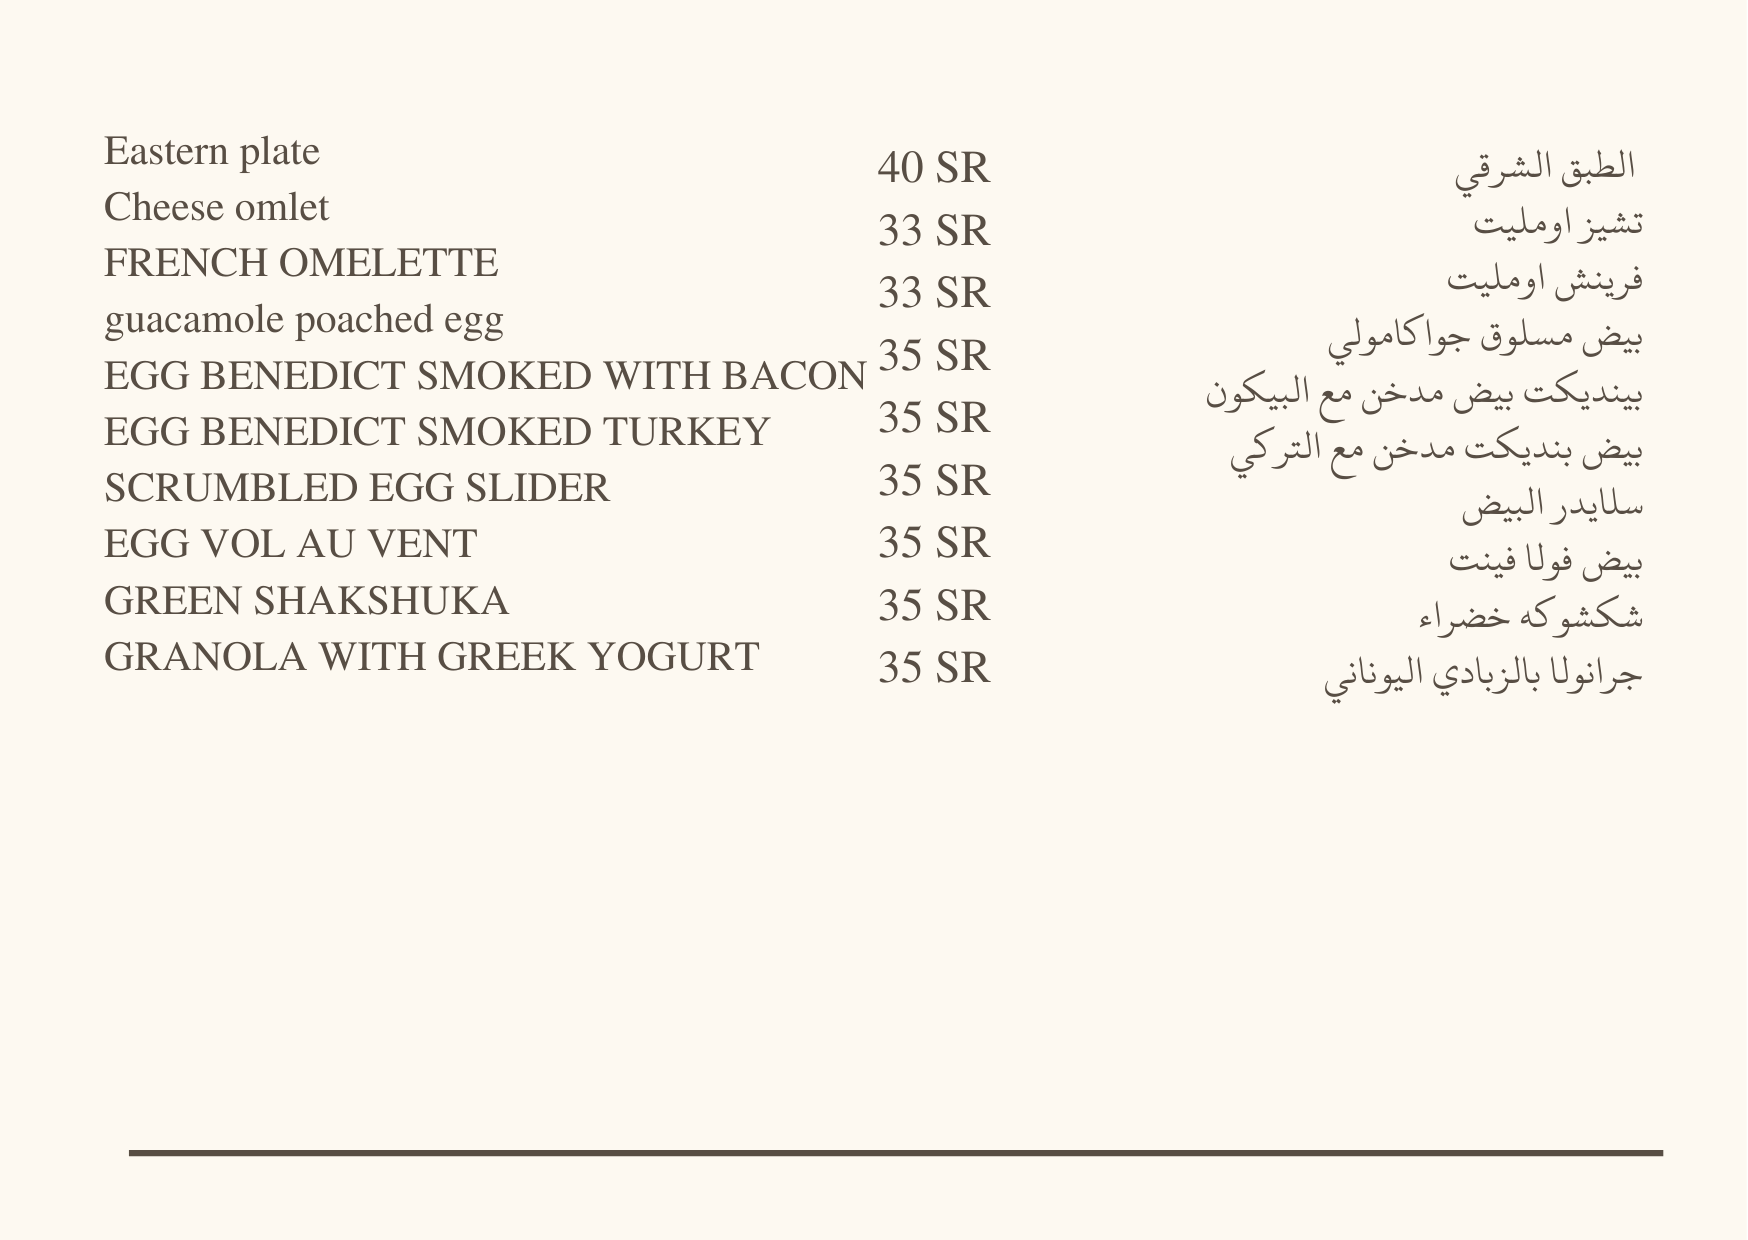 Eastern plate
Cheese omlet
FRENCH OMELETTE
guacamole poached egg
EGG BENEDICT SMOKED WITH BACON
EGG BENEDICT SMOKED TURKEY
SCRUMBLED EGG SLIDER
EGG VOL AU VENT
GREEN SHAKSHUKA
GRANOLA WITH GREEK YOGURT
40 SR
33 SR
33 SR
35 SR
35 SR
35 SR
35 SR
35 SR
35 SR
الطبق الشرقي
تشيز اومليت
فرينش اومليت
بيض مسلوق جواكامولي
بينديكت بيض مدخن مع البيكون
بيض بنديكت مدخن مع التركي
سلايدر البيض
بيض فولا فينت
شكشوكه خضراء
جرانولا بالزبادي اليوناني